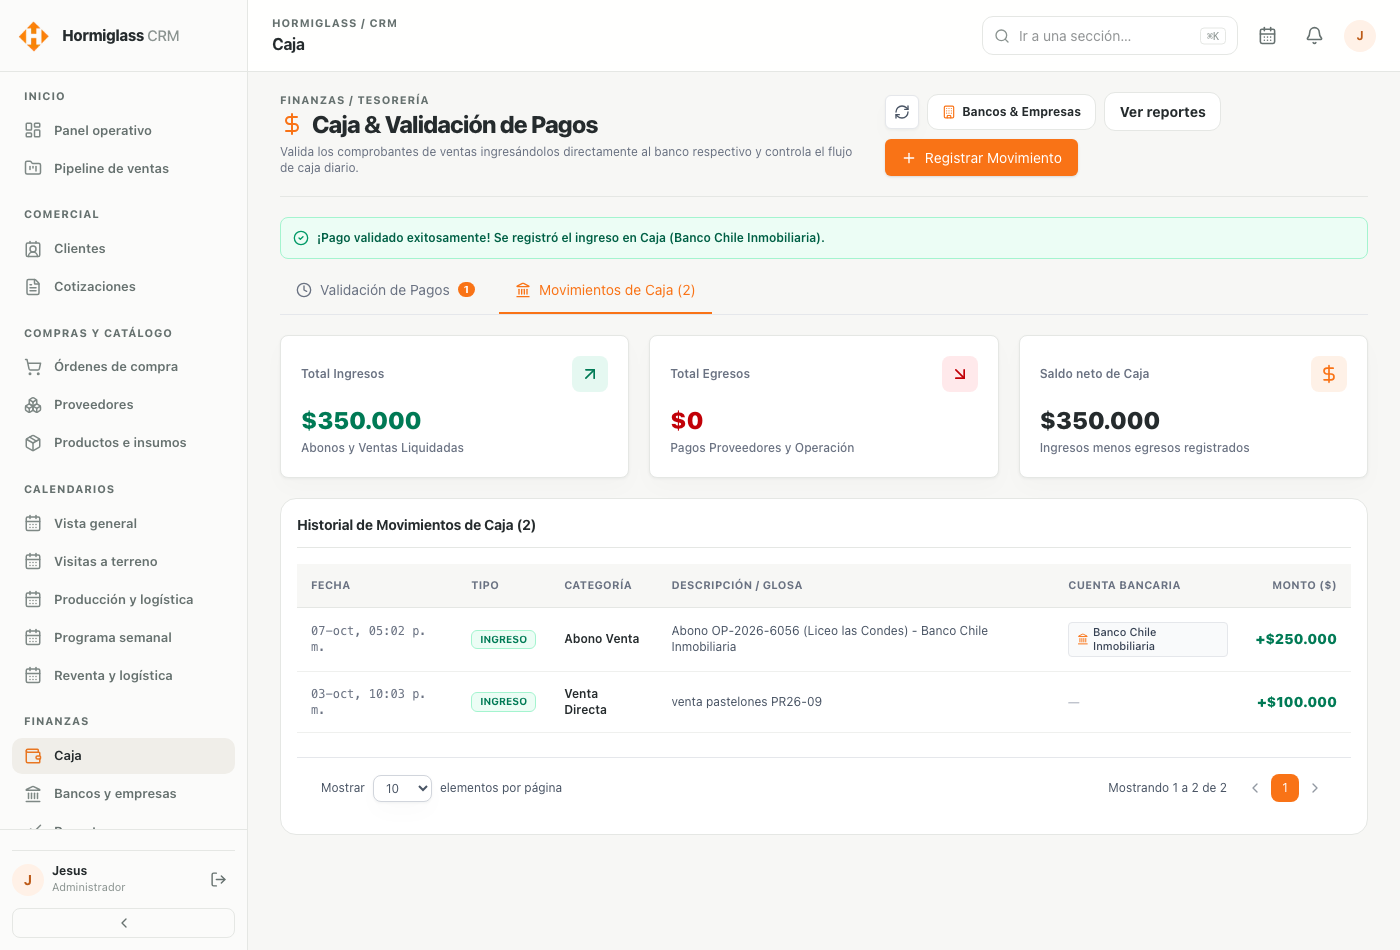 Hormiglass CRM
INICIO
Panel operativo
Pipeline de ventas
COMERCIAL
Clientes
Cotizaciones
COMPRAS Y CATÁLOGO
Órdenes de compra
Proveedores
Productos e insumos
CALENDARIOS
Vista general
Visitas a terreno
Producción y logística
Programa semanal
Reventa y logística
FINANZAS
Caja
Bancos y empresas
J
Jesus
Administrador
HORMIGLASS / CRM
Caja
Ir a una sección...
⌘K
J
FINANZAS / TESORERÍA
Caja & Validación de Pagos
Valida los comprobantes de ventas ingresándolos directamente al banco respectivo y controla el flujo
de caja diario.
Bancos & Empresas
Ver reportes
Registrar Movimiento
¡Pago validado exitosamente! Se registró el ingreso en Caja (Banco Chile Inmobiliaria).
Validación de Pagos 1
Movimientos de Caja (2)
Total Ingresos
$350.000
Abonos y Ventas Liquidadas
Total Egresos
$0
Pagos Proveedores y Operación
Saldo neto de Caja
$350.000
Ingresos menos egresos registrados
Historial de Movimientos de Caja (2)
FECHA TIPO CATEGORÍA DESCRIPCIÓN / GLOSA CUENTA BANCARIA MONTO ($)
07-oct, 05:02 p.
m.
INGRESO
Abono Venta
Abono OP-2026-6056 (Liceo las Condes) - Banco Chile
Inmobiliaria
Banco Chile
Inmobiliaria
+$250.000
03-oct, 10:03 p.
m.
INGRESO
Venta
Directa
venta pastelones PR26-09
—
+$100.000
Mostrar 10 elementos por página
Mostrando 1 a 2 de 2
1